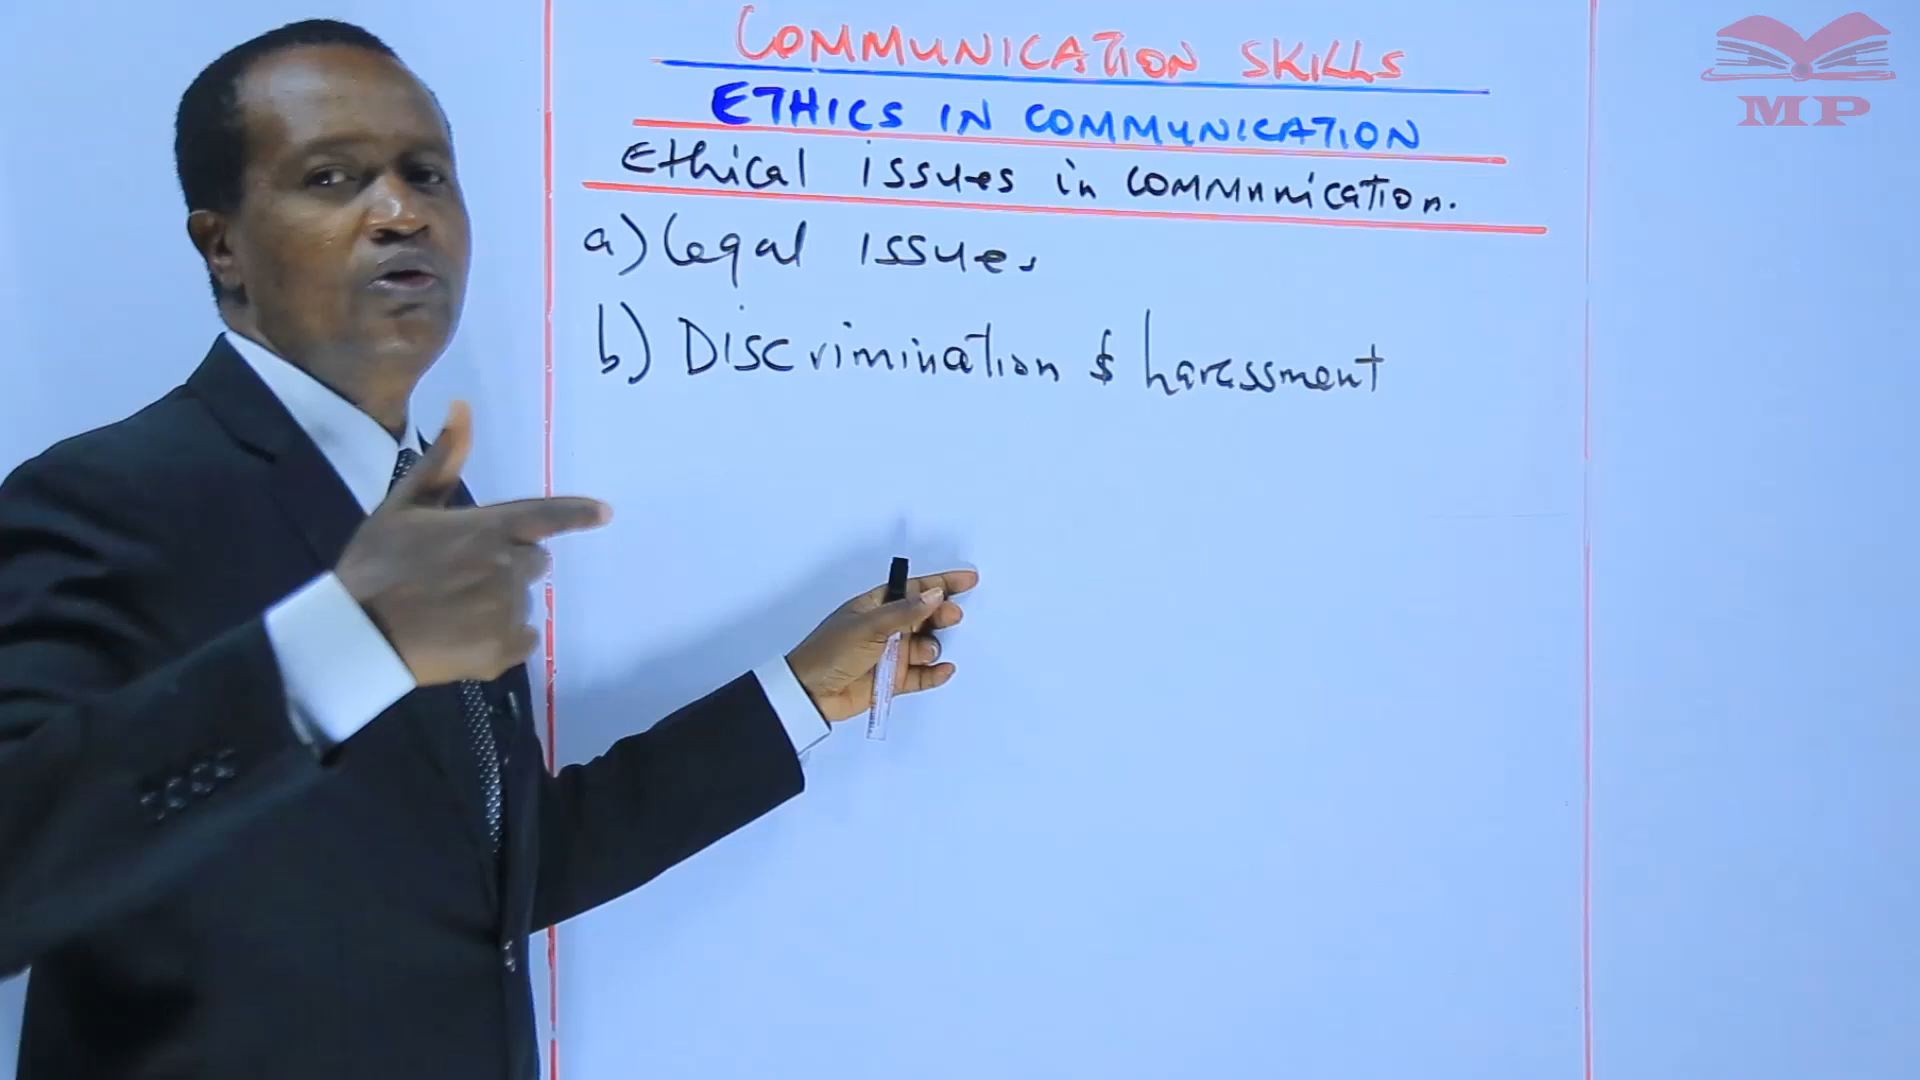 COMMUNICATION SKILLS
ETHICS IN COMMUNICATION
Ethical issues in communication.
a) legal issues
b) Discrimination $ harassment
MP